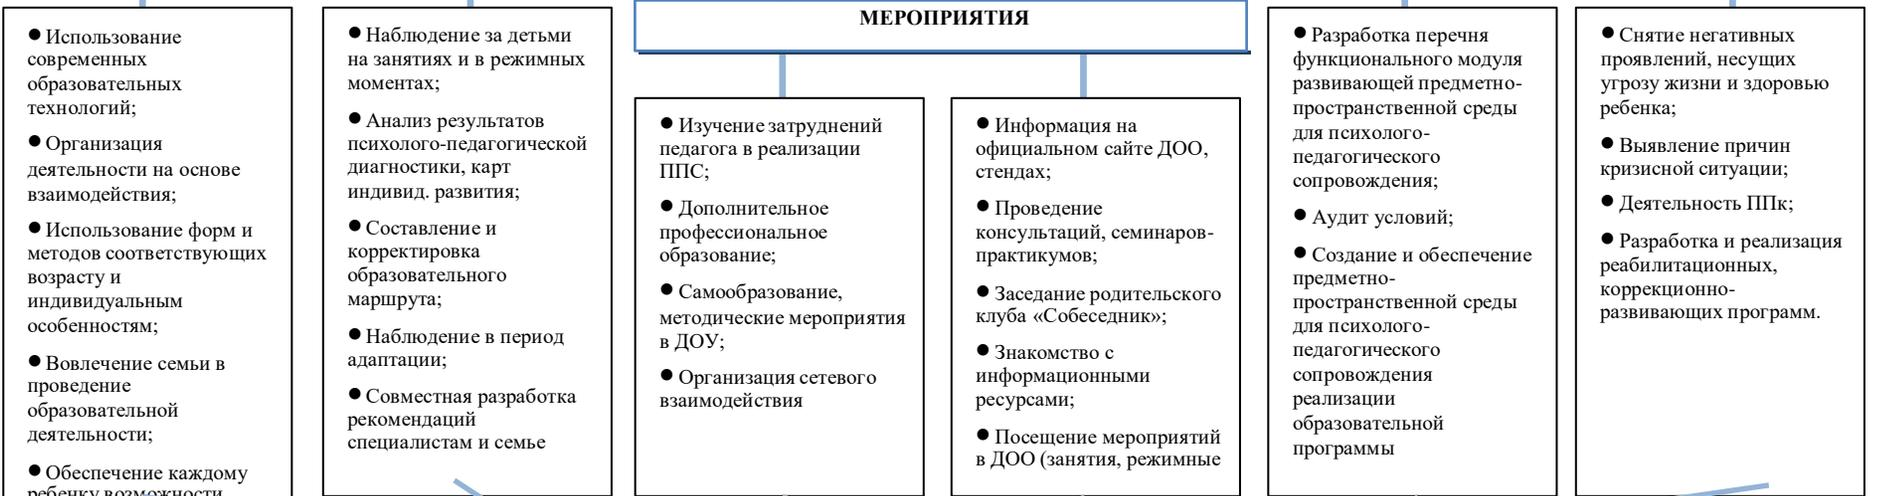 МЕРОПРИЯТИЯ
● Использование
современных
образовательных
технологий;
● Организация
деятельности на основе
взаимодействия;
● Использование форм и
методов соответствующих
возрасту и
индивидуальным
особенностям;
● Вовлечение семьи в
проведение
образовательной
деятельности;
● Обеспечение каждому
ребенку возможности
● Наблюдение за детьми
на занятиях и в режимных
моментах;
● Анализ результатов
психолого-педагогической
диагностики, карт
индивид. развития;
● Составление и
корректировка
образовательного
маршрута;
● Наблюдение в период
адаптации;
● Совместная разработка
рекомендаций
специалистам и семье
● Изучение затруднений
педагога в реализации
ППС;
● Дополнительное
профессиональное
образование;
● Самообразование,
методические мероприятия
в ДОУ;
● Организация сетевого
взаимодействия
● Информация на
официальном сайте ДОО,
стендах;
● Проведение
консультаций, семинаров-
практикумов;
● Заседание родительского
клуба «Собеседник»;
● Знакомство с
информационными
ресурсами;
● Посещение мероприятий
в ДОО (занятия, режимные
● Разработка перечня
функционального модуля
развивающей предметно-
пространственной среды
для психолого-
педагогического
сопровождения;
● Аудит условий;
● Создание и обеспечение
предметно-
пространственной среды
для психолого-
педагогического
сопровождения
реализации
образовательной
программы
● Снятие негативных
проявлений, несущих
угрозу жизни и здоровью
ребенка;
● Выявление причин
кризисной ситуации;
● Деятельность ППк;
● Разработка и реализация
реабилитационных,
коррекционно-
развивающих программ.